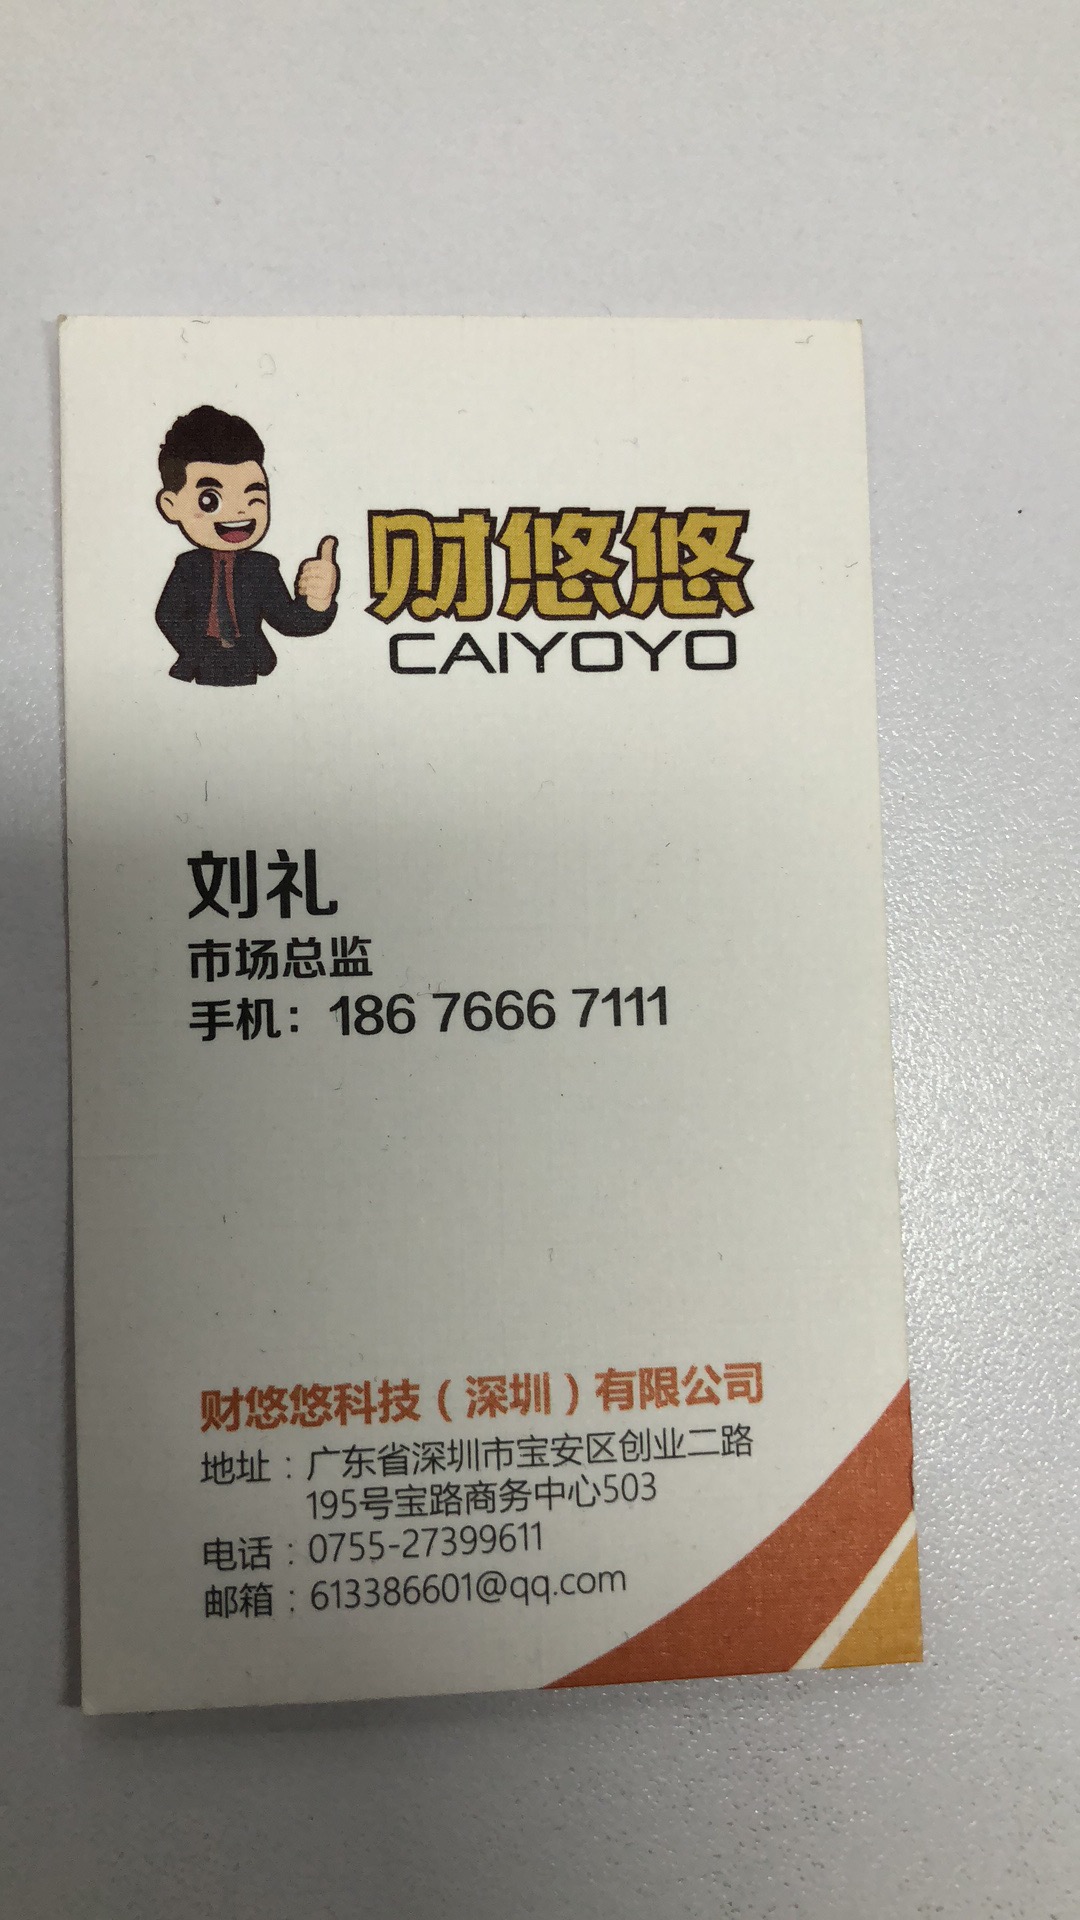 财悠悠
CAIYOYO
刘礼
市场总监
手机：186 7666 7111
财悠悠科技（深圳）有限公司
地址：广东省深圳市宝安区创业二路
195号宝路商务中心503
电话：0755-27399611
邮箱：613386601@qq.com